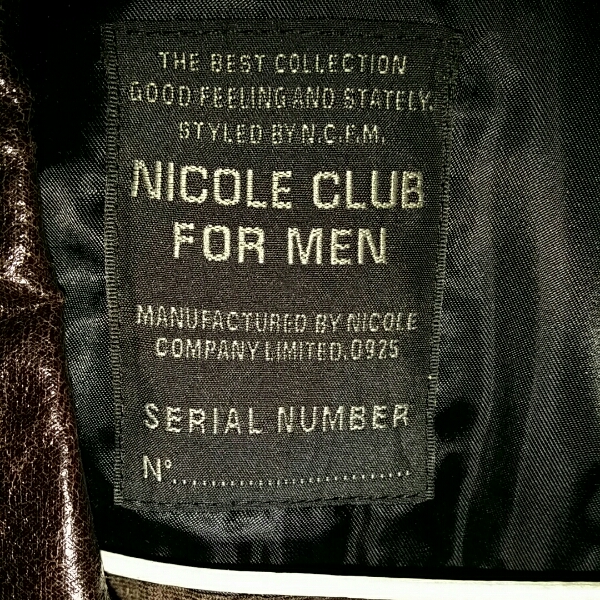 THE BEST COLLECTION
GOOD FEELING AND STATELY.
STYLED BY N.C.F.M.
NICOLE CLUB
FOR MEN
MANUFACTURED BY NICOLE
COMPANY LIMITED.0925
SERIAL NUMBER
N°...........................